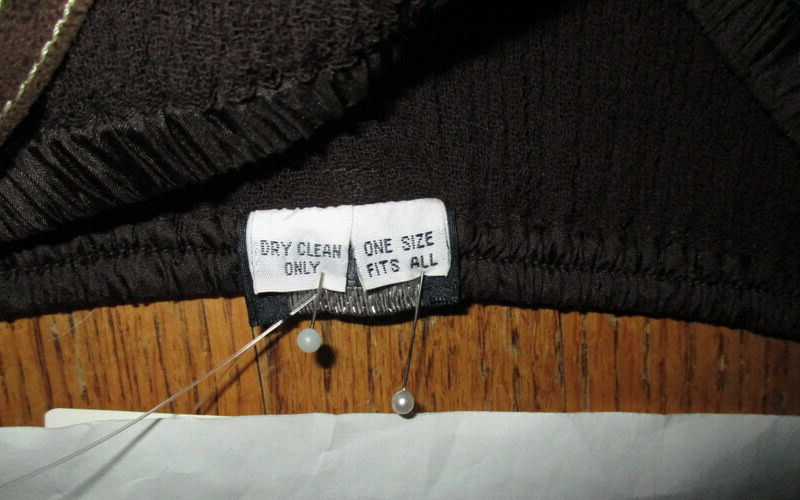 DRY CLEAN
ONLY
ONE SIZE
FITS ALL